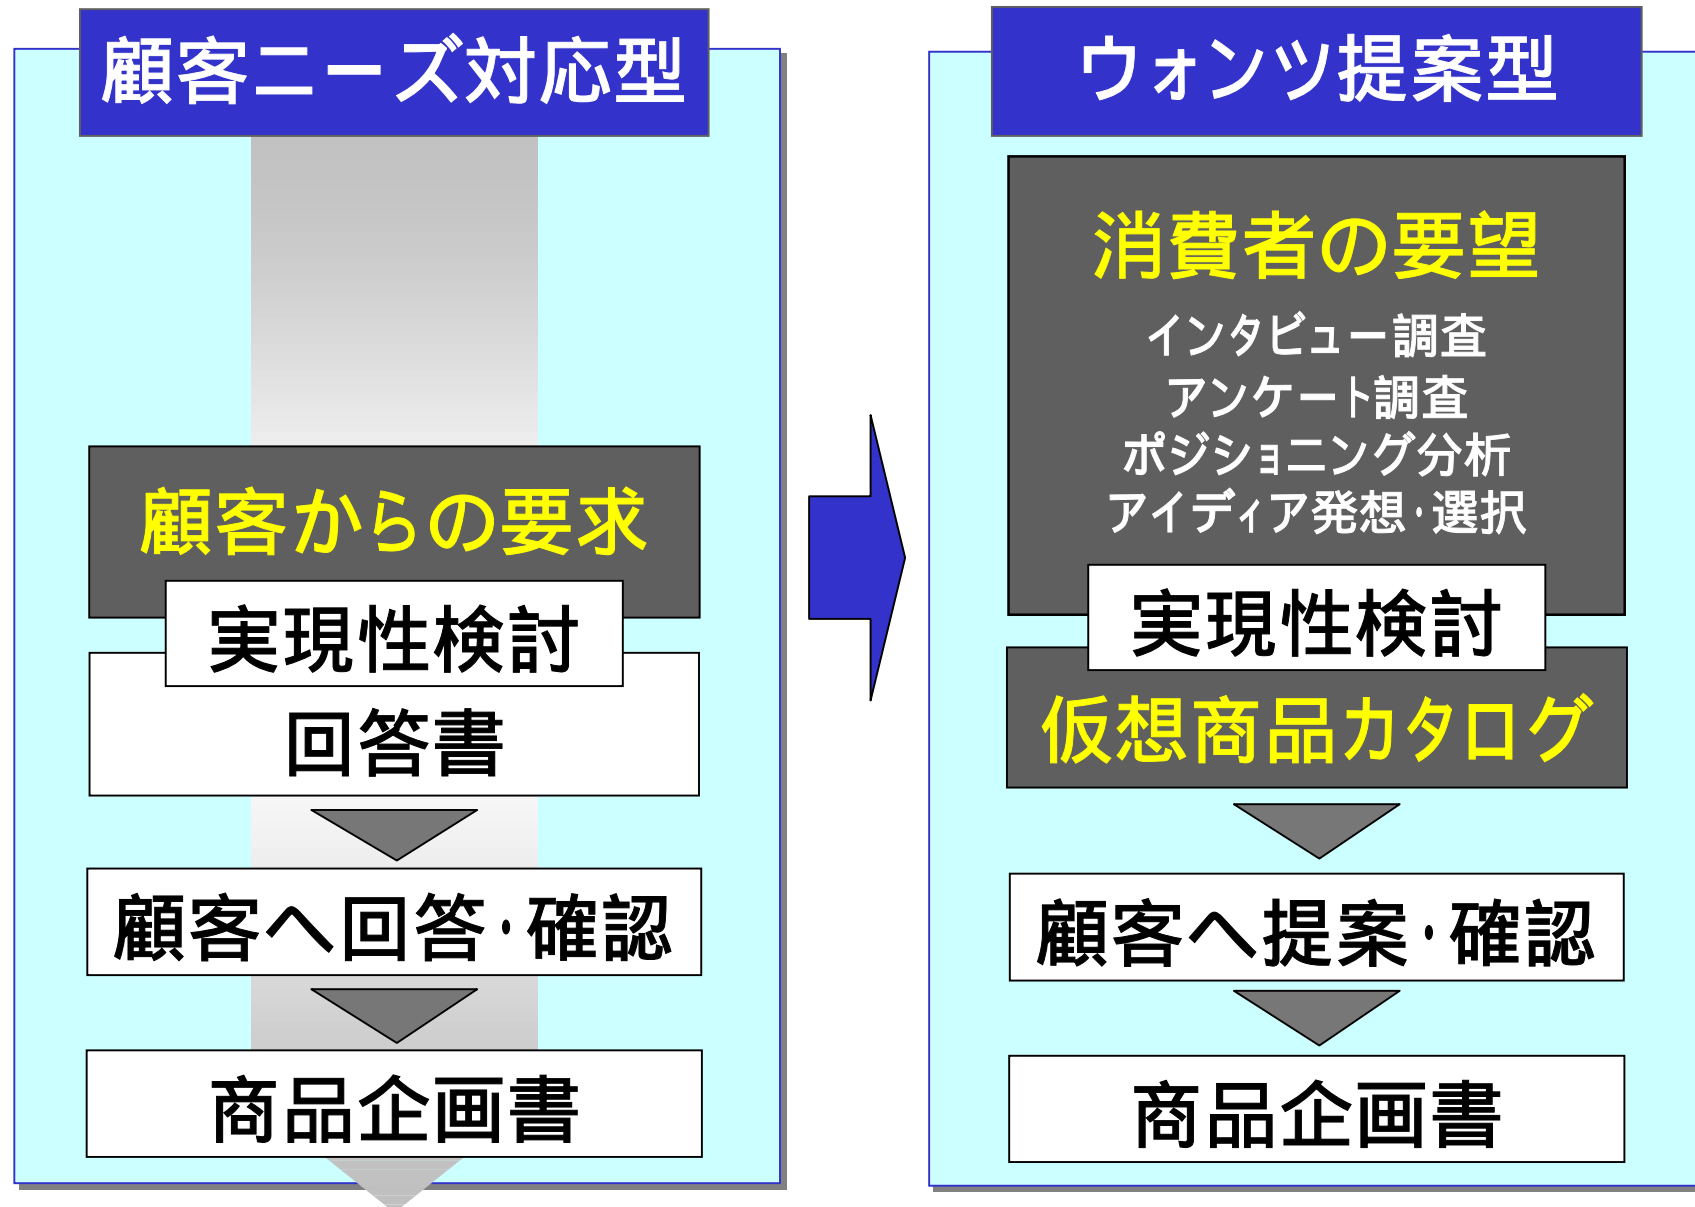 顧客ニーズ対応型
顧客からの要求
実現性検討
回答書
顧客へ回答・確認
商品企画書
ウォンツ提案型
消費者の要望
インタビュー調査
アンケート調査
ポジショニング分析
アイディア発想・選択
実現性検討
仮想商品カタログ
顧客へ提案・確認
商品企画書